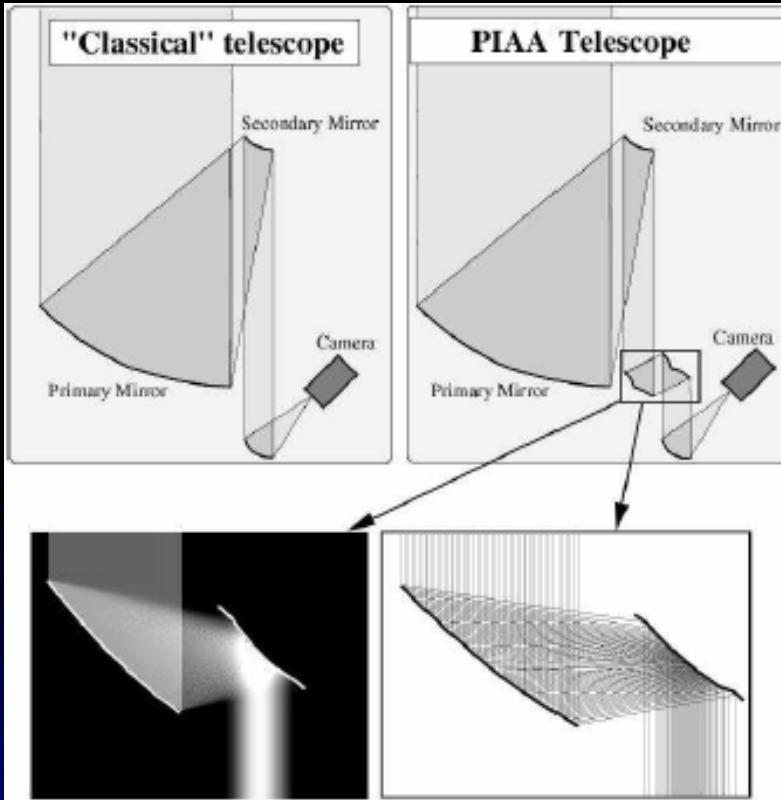 "Classical" telescope
PIAA Telescope
Secondary Mirror
Secondary Mirror
Camera
Camera
Primary Mirror
Primary Mirror